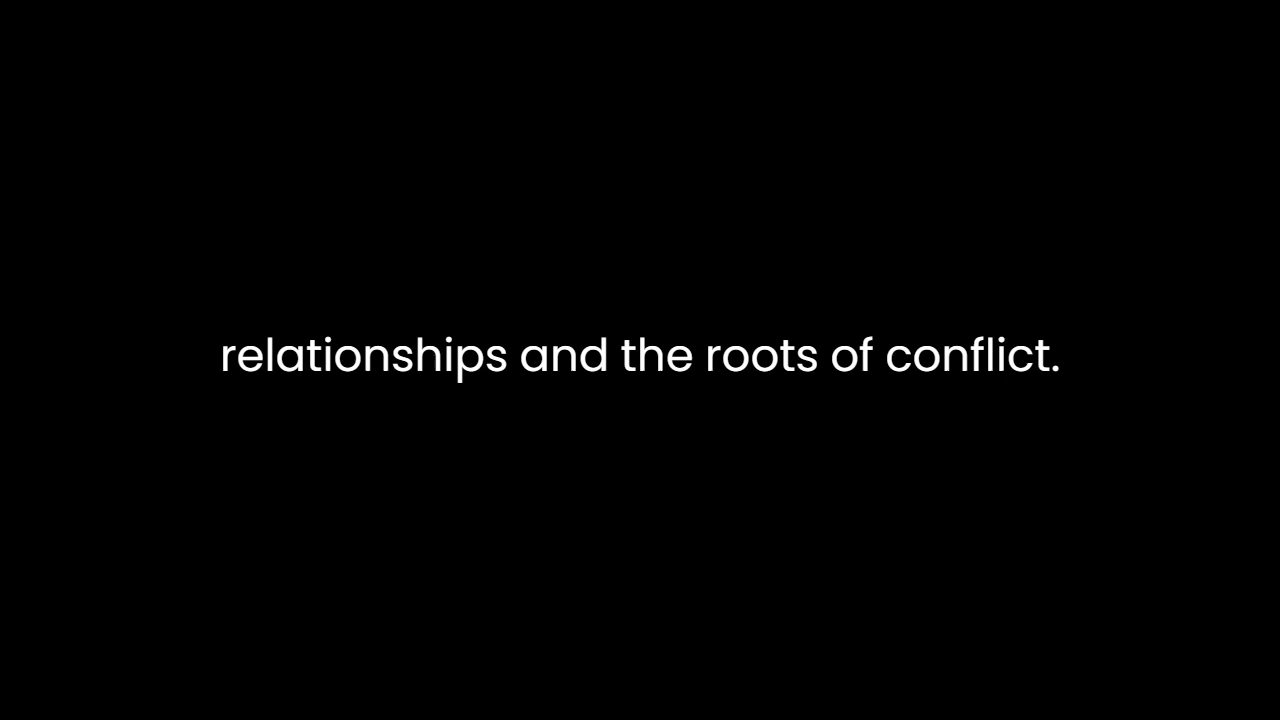 relationships and the roots of conflict.